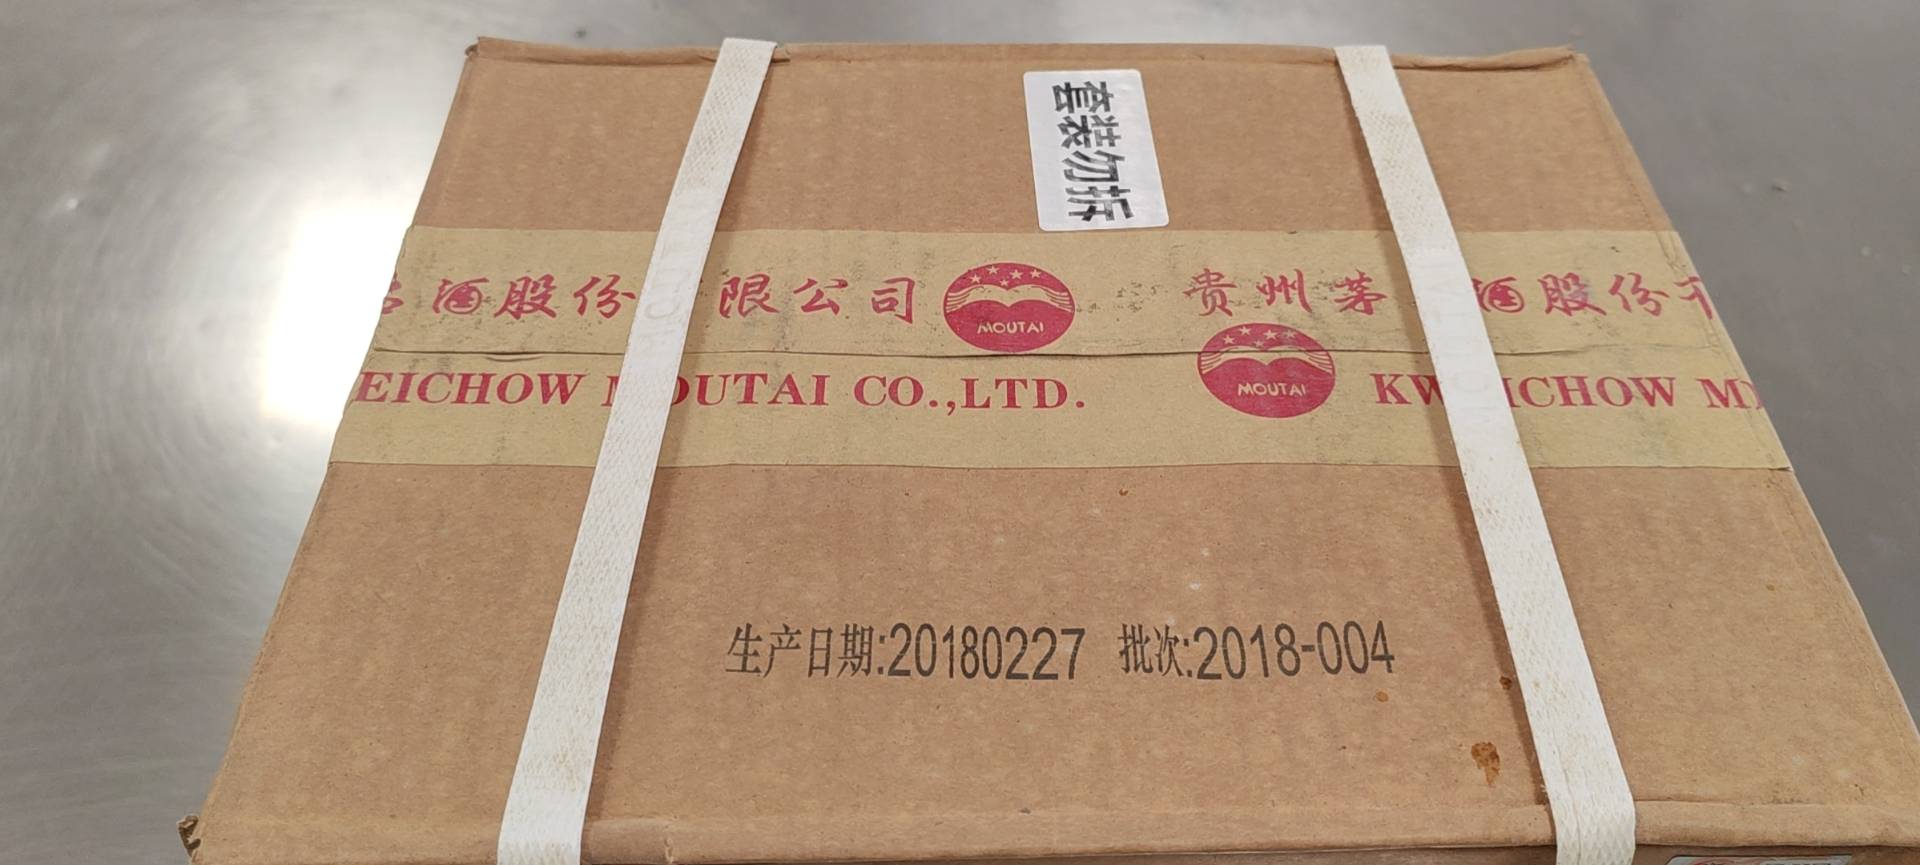 套装勿拆
酒股份 限公司 MOUTAI 贵州茅 酒股份
EICHOW M OUTAI CO.,LTD. MOUTAI KW ICHOW M
生产日期:20180227 批次:2018-004